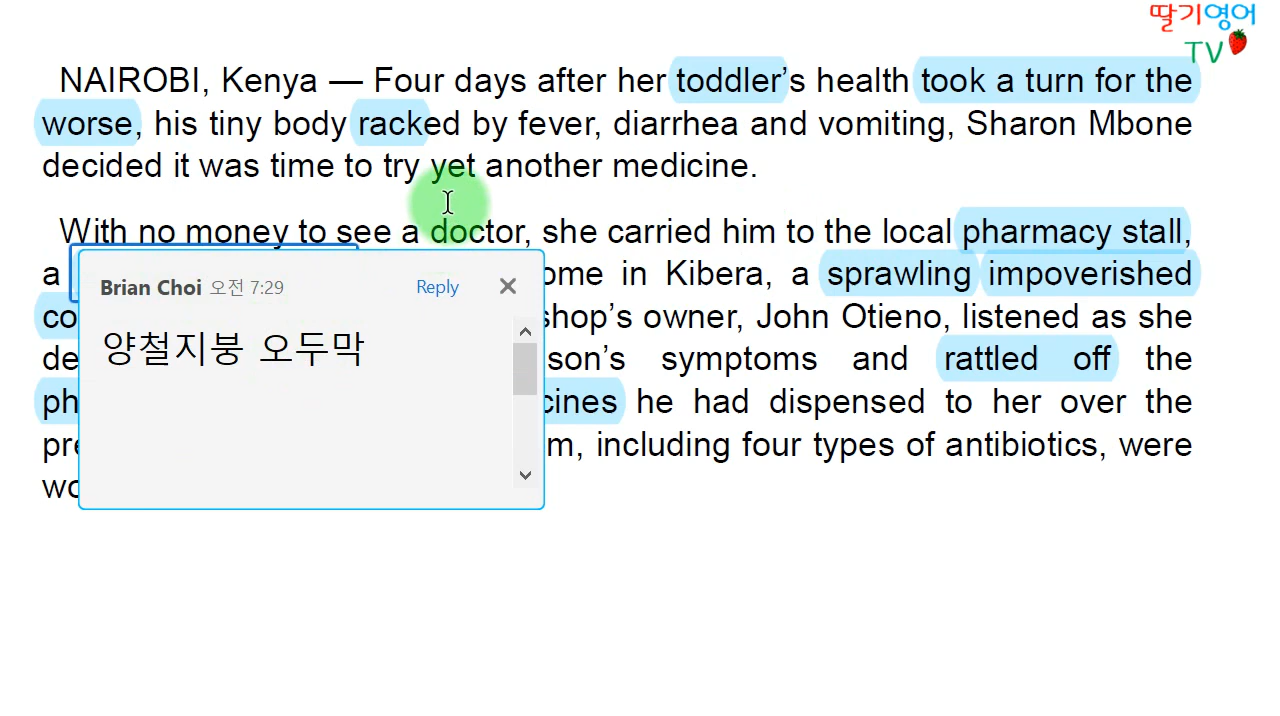 딸기영어
TV
NAIROBI, Kenya — Four days after her toddler’s health took a turn for the
worse, his tiny body racked by fever, diarrhea and vomiting, Sharon Mbone
decided it was time to try yet another medicine.
With no money to see a doctor, she carried him to the local pharmacy stall,
a ome in Kibera, a sprawling impoverished
co shop’s owner, John Otieno, listened as she
de son’s symptoms and rattled off the
ph cines he had dispensed to her over the
pre m, including four types of antibiotics, were
wo
Brian Choi 오전 7:29 Reply
양철지붕 오두막